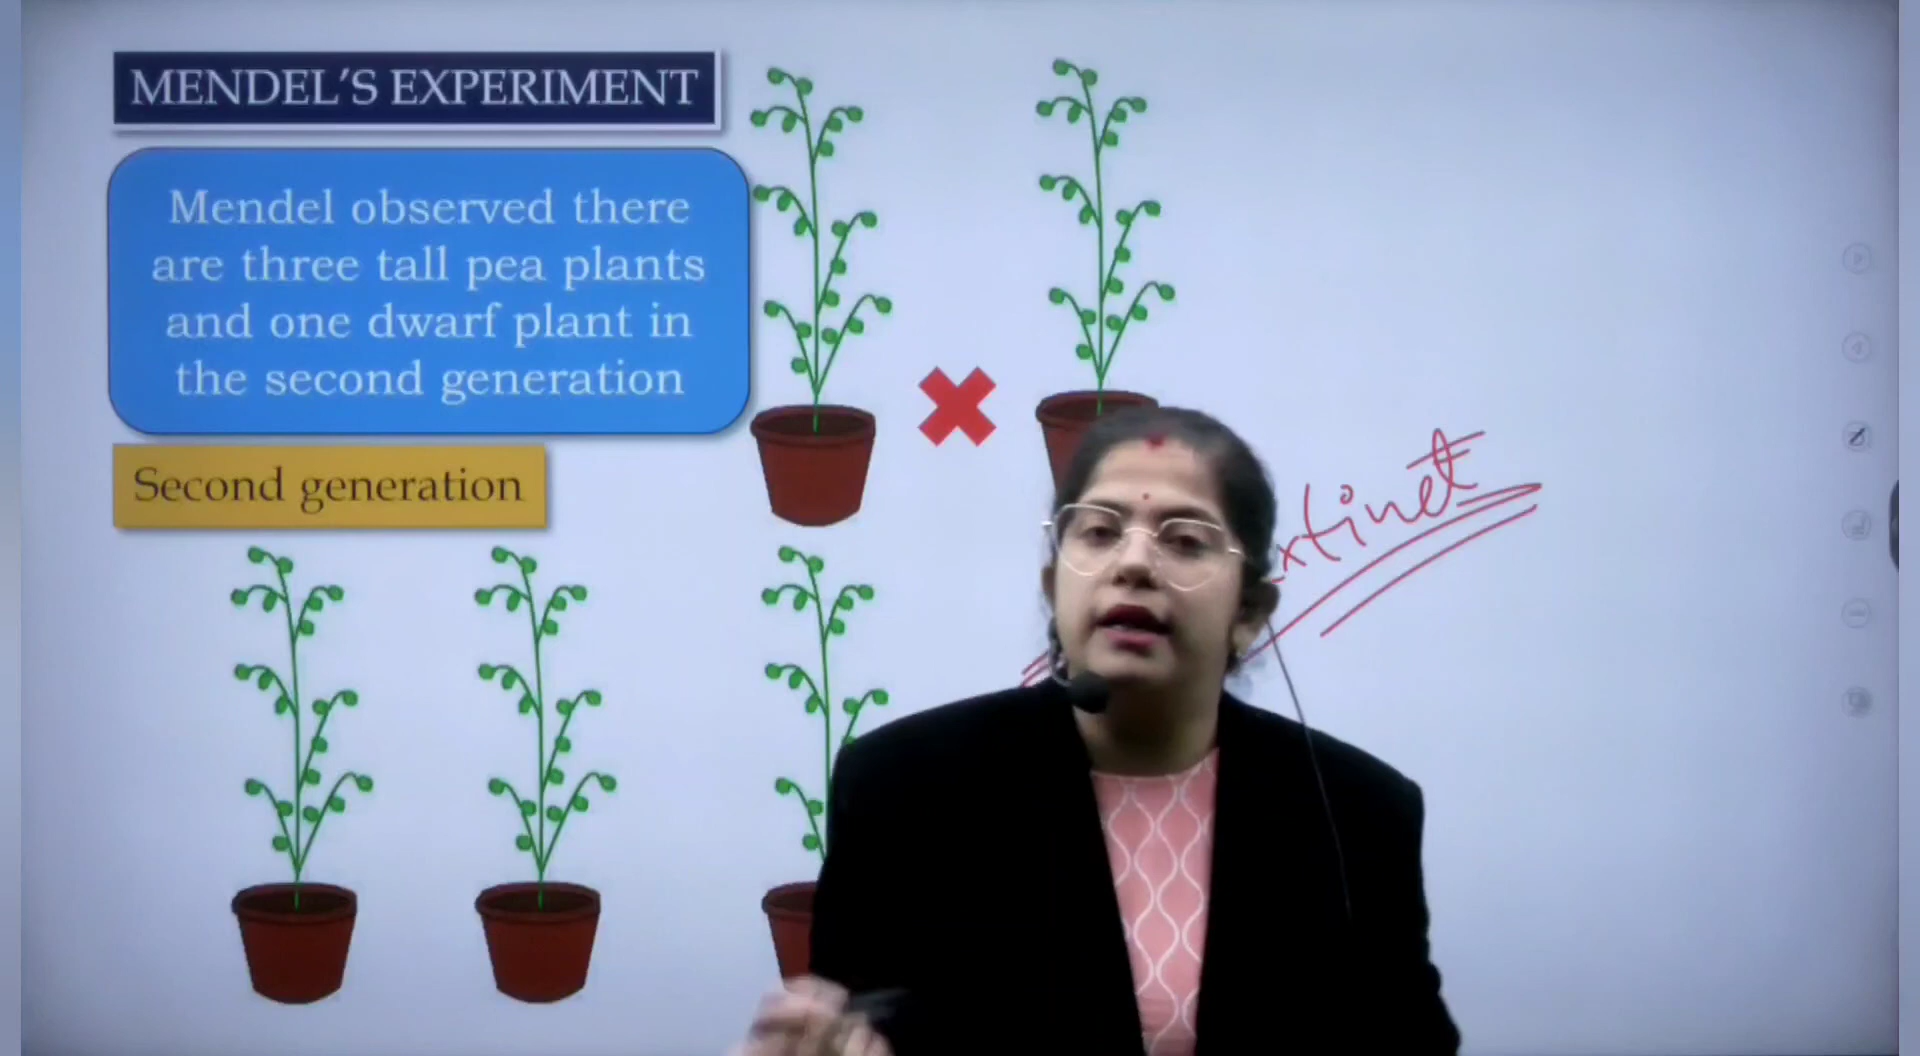 MENDEL'S EXPERIMENT
Mendel observed there
are three tall pea plants
and one dwarf plant in
the second generation
Second generation
xtinct